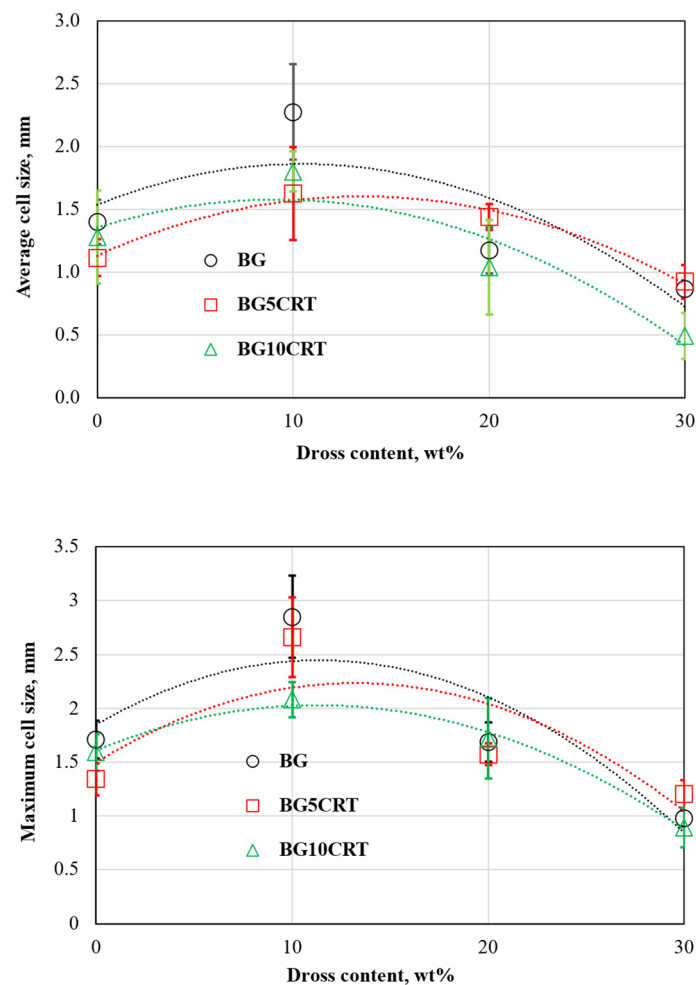 3.0
2.5
2.0
1.5
1.0
0.5
0.0
Average cell size, mm
BG
BG5CRT
BG10CRT
0 10 20 30
Dross content, wt%
3.5
3
2.5
2
1.5
1
0.5
0
Maximum cell size, mm
BG
BG5CRT
BG10CRT
0 10 20 30
Dross content, wt%